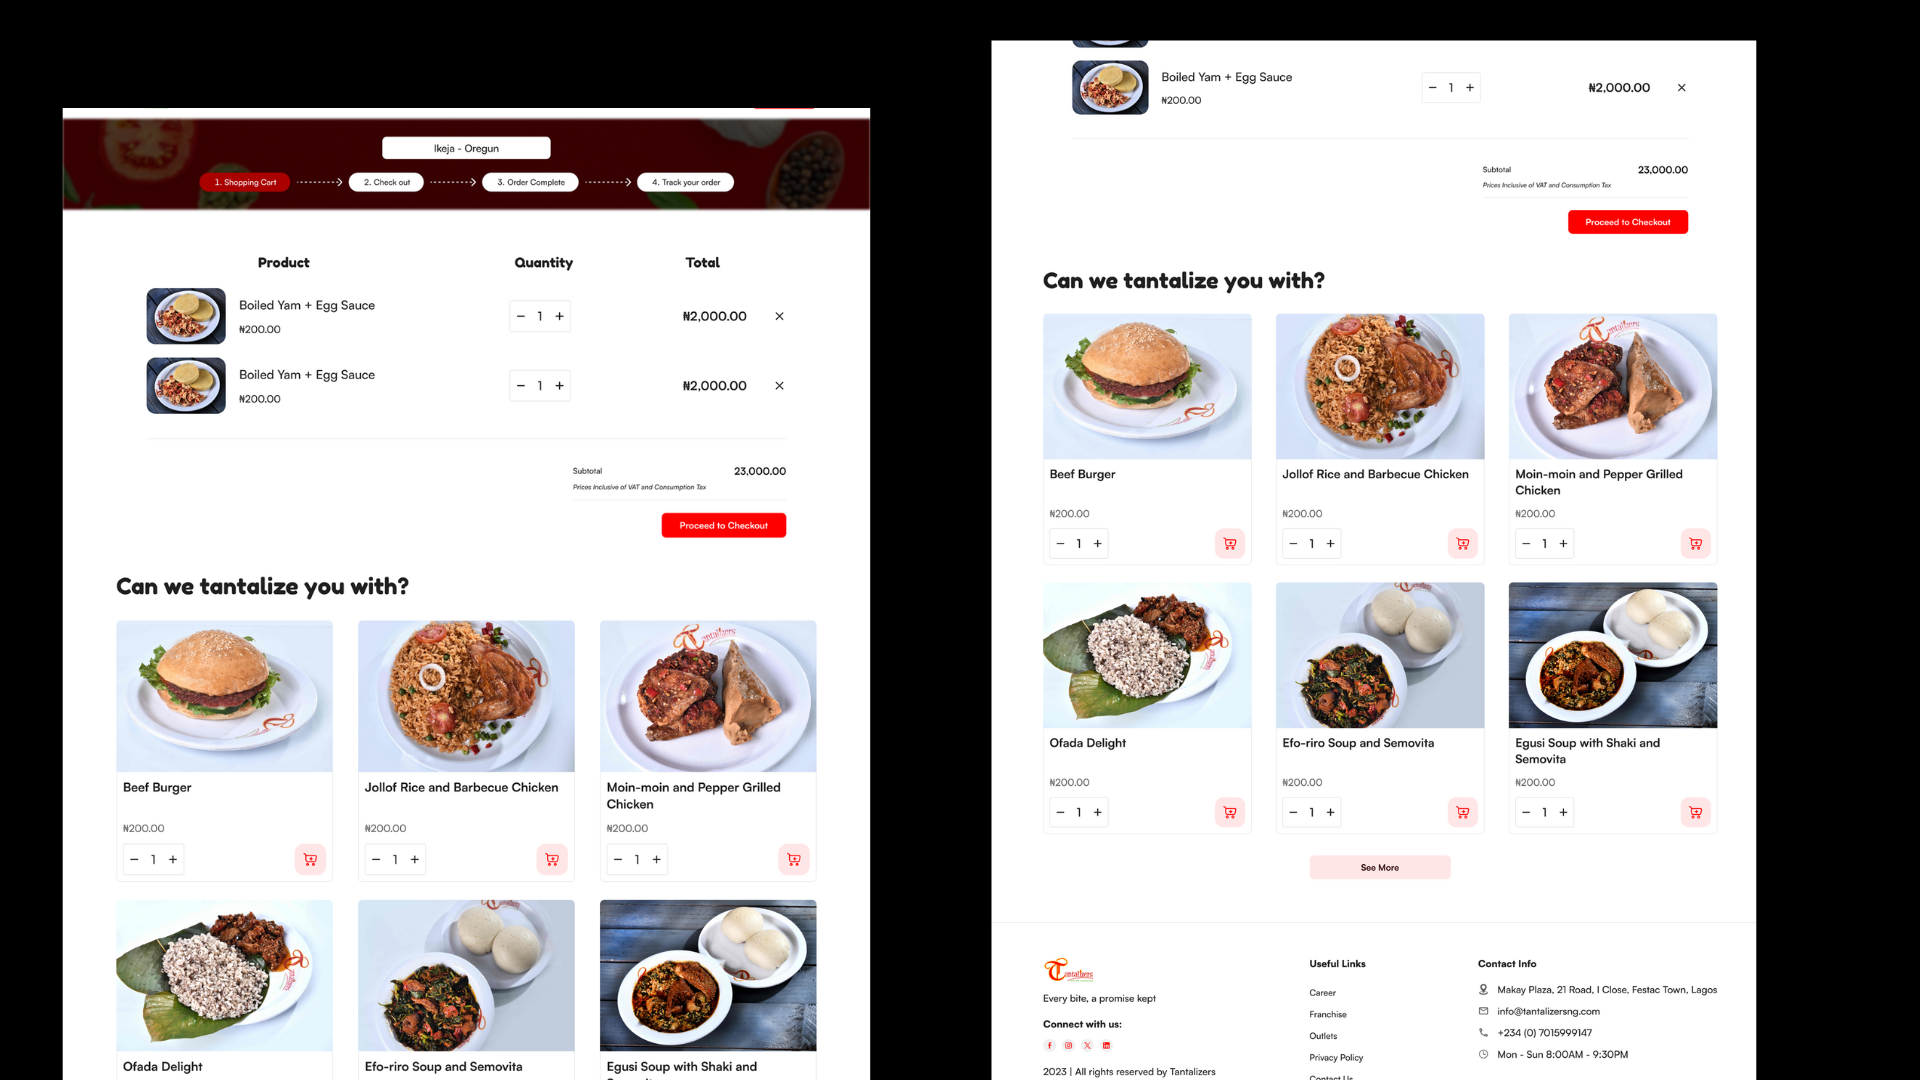 Ikeja - Oregun
1. Shopping Cart
2. Check out
3. Order Complete
4. Track your order
Product
Quantity
Total
Boiled Yam + Egg Sauce
₦200.00
− 1 +
₦2,000.00
×
Boiled Yam + Egg Sauce
₦200.00
− 1 +
₦2,000.00
×
Subtotal
23,000.00
Prices Inclusive of VAT and Consumption Tax
Proceed to Checkout
Can we tantalize you with?
Beef Burger
₦200.00
− 1 +
Jollof Rice and Barbecue Chicken
₦200.00
− 1 +
Tantalizers
Moin-moin and Pepper Grilled
Chicken
₦200.00
− 1 +
Ofada Delight
Efo-riro Soup and Semovita
Egusi Soup with Shaki and
Boiled Yam + Egg Sauce
₦200.00
− 1 +
₦2,000.00
×
Subtotal
23,000.00
Prices Inclusive of VAT and Consumption Tax
Proceed to Checkout
Can we tantalize you with?
Beef Burger
₦200.00
− 1 +
Jollof Rice and Barbecue Chicken
₦200.00
− 1 +
Tantalizers
Moin-moin and Pepper Grilled
Chicken
₦200.00
− 1 +
Ofada Delight
₦200.00
− 1 +
Efo-riro Soup and Semovita
₦200.00
− 1 +
Egusi Soup with Shaki and
Semovita
₦200.00
− 1 +
See More
Tantalizers
Every bite, a promise kept
Connect with us:
2023 | All rights reserved by Tantalizers
Useful Links
Career
Franchise
Outlets
Privacy Policy
Contact Us
Contact Info
Makay Plaza, 21 Road, I Close, Festac Town, Lagos
info@tantalizersng.com
+234 (0) 7015999147
Mon - Sun 8:00AM - 9:30PM